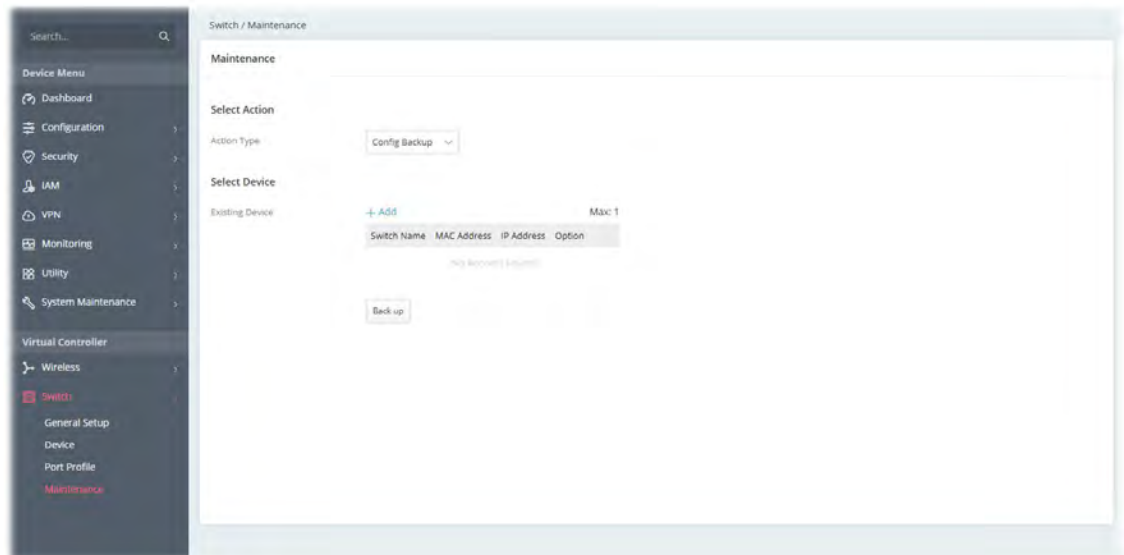 Search...
Device Menu
Dashboard
Configuration
Security
IAM
VPN
Monitoring
Utility
System Maintenance
Virtual Controller
Wireless
Switch
General Setup
Device
Port Profile
Maintenance
Switch / Maintenance
Maintenance
Select Action
Action Type
Config Backup
Select Device
Existing Device
+ Add
Max: 1
Switch Name MAC Address IP Address Option
Back up